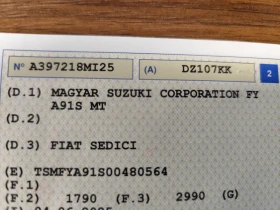 N° A397218MI25 (A) DZ107KK 2
(D.1) MAGYAR SUZUKI CORPORATION FY
A91S MT
(D.2)
(D.3) FIAT SEDICI
(E) TSMFYA91S00480564
(F.1)
(F.2) 1790 (F.3) 2990 (G)